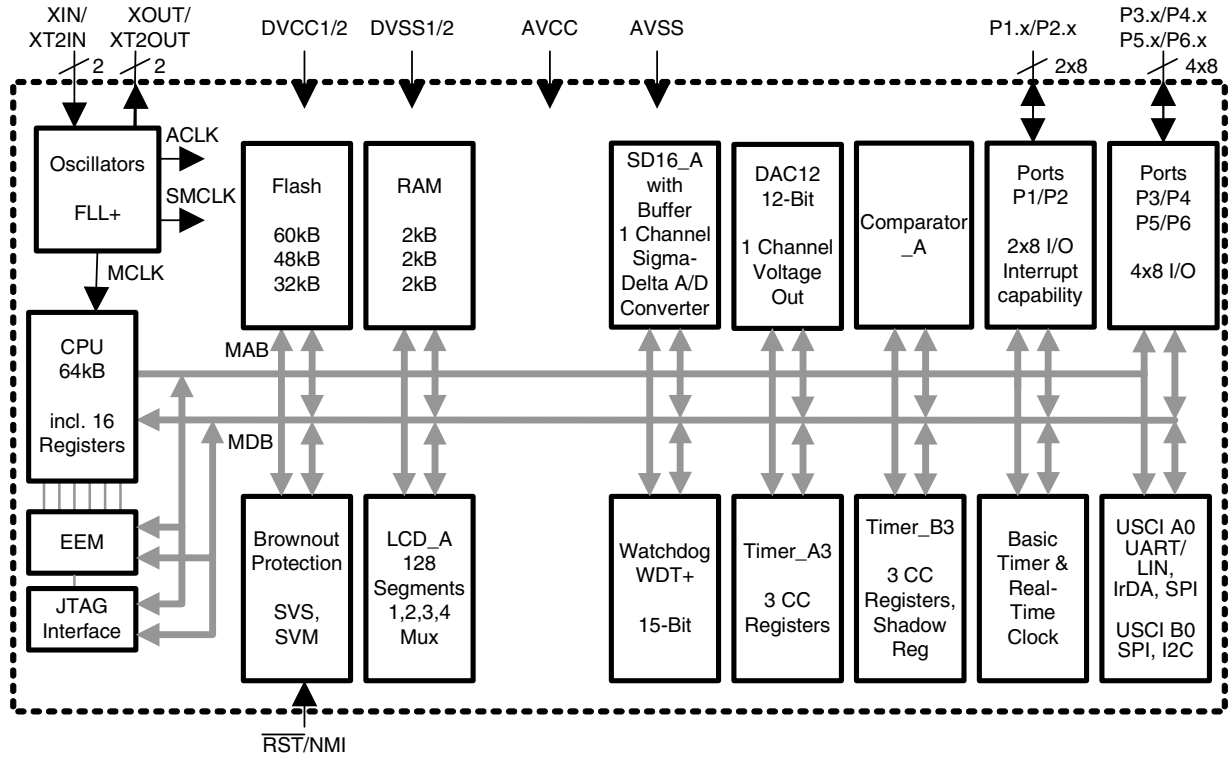 XIN/
XT2IN
XOUT/
XT2OUT
DVCC1/2
DVSS1/2
AVCC
AVSS
P1.x/P2.x
P3.x/P4.x
P5.x/P6.x
2
2
2x8
4x8
Oscillators
FLL+
ACLK
SMCLK
MCLK
Flash
60kB
48kB
32kB
RAM
2kB
2kB
2kB
SD16_A
with
Buffer
1 Channel
Sigma-
Delta A/D
Converter
DAC12
12-Bit
1 Channel
Voltage
Out
Comparator
_A
Ports
P1/P2
2x8 I/O
Interrupt
capability
Ports
P3/P4
P5/P6
4x8 I/O
CPU
64kB
incl. 16
Registers
MAB
MDB
EEM
JTAG
Interface
Brownout
Protection
SVS,
SVM
LCD_A
128
Segments
1,2,3,4
Mux
Watchdog
WDT+
15-Bit
Timer_A3
3 CC
Registers
Timer_B3
3 CC
Registers,
Shadow
Reg
Basic
Timer &
Real-
Time
Clock
USCI A0
UART/
LIN,
IrDA, SPI
USCI B0
SPI, I2C
RST/NMI